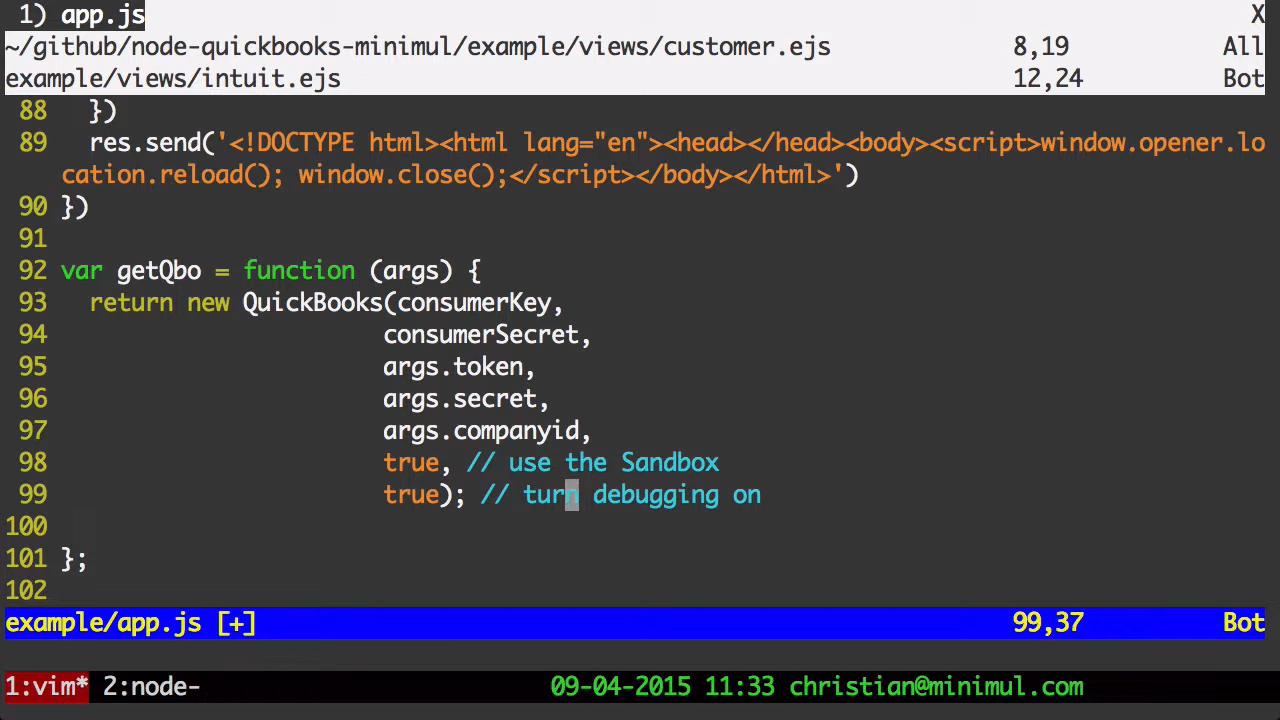 1) app.js X
~/github/node-quickbooks-minimul/example/views/customer.ejs 8,19 All
example/views/intuit.ejs 12,24 Bot
88 })
89 res.send('<!DOCTYPE html><html lang="en"><head></head><body><script>window.opener.lo
cation.reload(); window.close();</script></body></html>')
90 })
91
92 var getQbo = function (args) {
93 return new QuickBooks(consumerKey,
94 consumerSecret,
95 args.token,
96 args.secret,
97 args.companyid,
98 true, // use the Sandbox
99 true); // turn debugging on
100
101 };
102
example/app.js [+] 99,37 Bot
1:vim* 2:node- 09-04-2015 11:33 christian@minimul.com